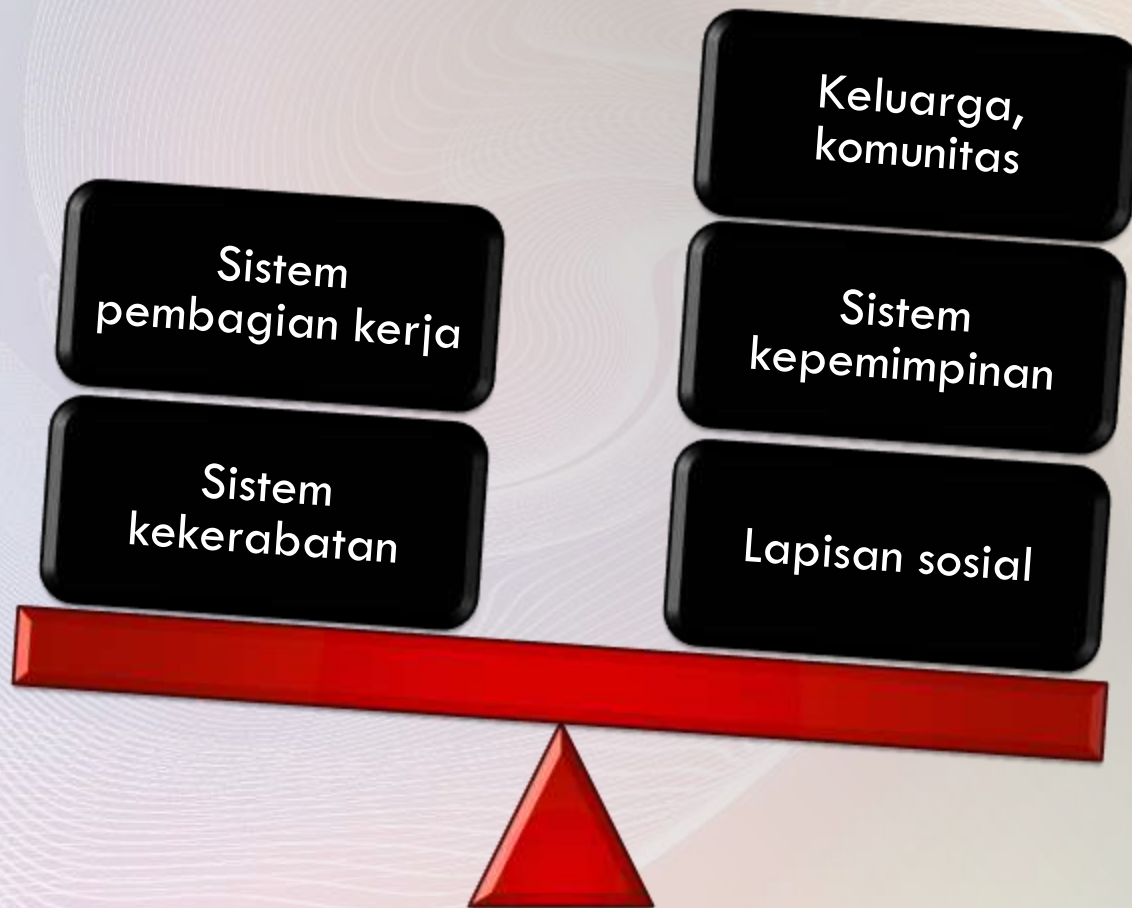 Sistem
pembagian kerja
Sistem
kekerabatan
Keluarga,
komunitas
Sistem
kepemimpinan
Lapisan sosial